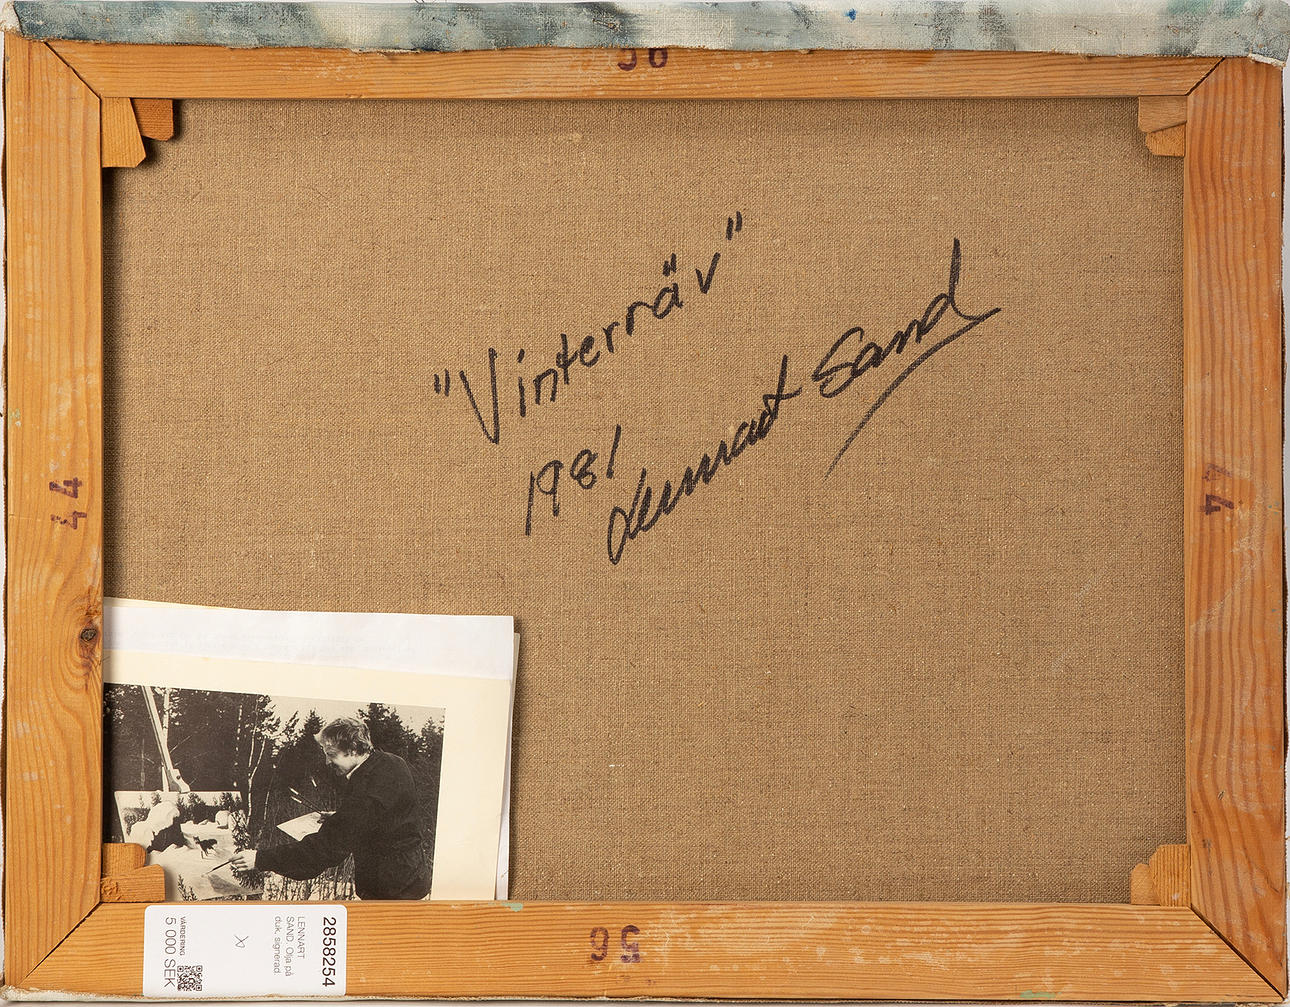 56
"Vinterräv"
1981
Lennart Sand
44
44
56
2858254
LENNART
SAND. Olja på
duk, signerad
VÄRDERING
5 000 SEK